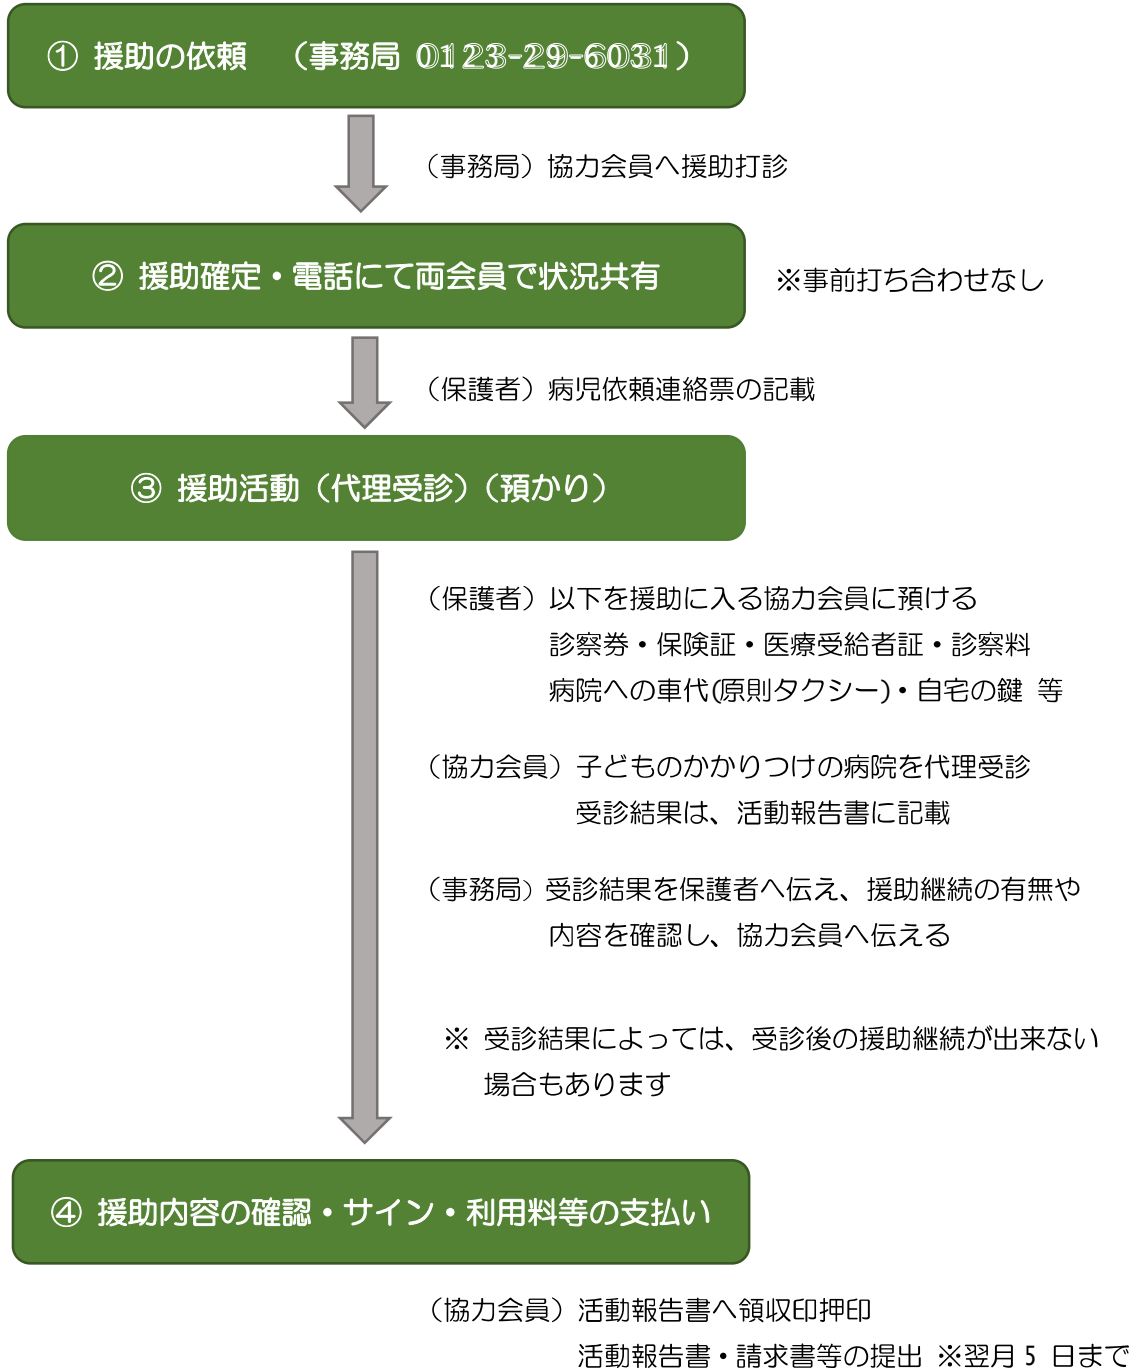 ① 援助の依頼　（事務局 0123-29-6031）
（事務局）協力会員へ援助打診
② 援助確定・電話にて両会員で状況共有
※事前打ち合わせなし
（保護者）病児依頼連絡票の記載
③ 援助活動（代理受診）（預かり）
（保護者）以下を援助に入る協力会員に預ける
診察券・保険証・医療受給者証・診察料
病院への車代(原則タクシー)・自宅の鍵 等
（協力会員）子どものかかりつけの病院を代理受診
受診結果は、活動報告書に記載
（事務局）受診結果を保護者へ伝え、援助継続の有無や
内容を確認し、協力会員へ伝える
※ 受診結果によっては、受診後の援助継続が出来ない
場合もあります
④ 援助内容の確認・サイン・利用料等の支払い
（協力会員）活動報告書へ領収印押印
活動報告書・請求書等の提出 ※翌月5 日まで